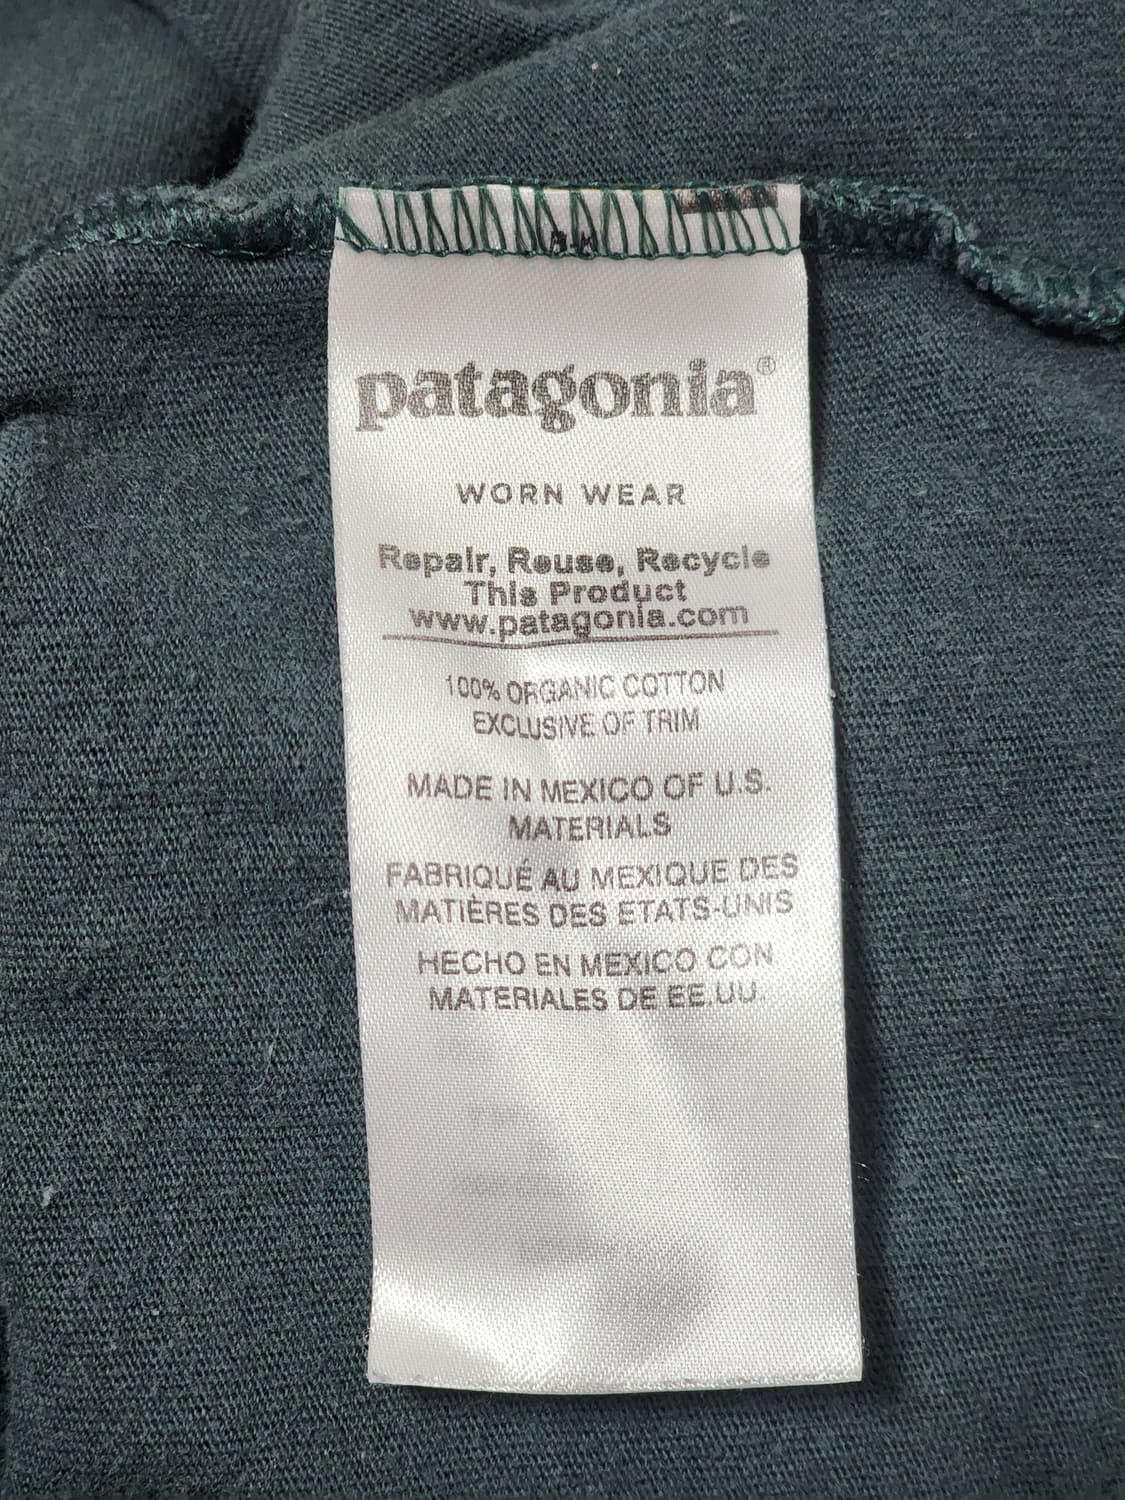 patagonia®
WORN WEAR
Repair, Reuse, Recycle
This Product
www.patagonia.com
100% ORGANIC COTTON
EXCLUSIVE OF TRIM
MADE IN MEXICO OF U.S.
MATERIALS
FABRIQUÉ AU MEXIQUE DES
MATIÈRES DES ETATS-UNIS
HECHO EN MEXICO CON
MATERIALES DE EE.UU.